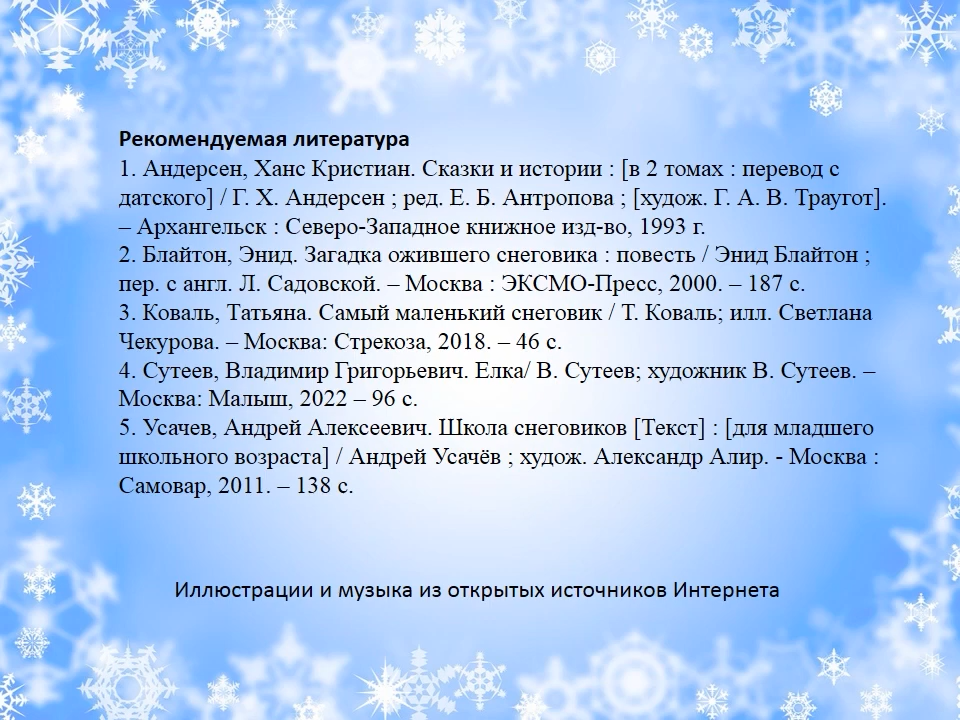 Рекомендуемая литература
1. Андерсен, Ханс Кристиан. Сказки и истории : [в 2 томах : перевод с
датского] / Г. Х. Андерсен ; ред. Е. Б. Антропова ; [худож. Г. А. В. Траугот].
– Архангельск : Северо-Западное книжное изд-во, 1993 г.
2. Блайтон, Энид. Загадка ожившего снеговика : повесть / Энид Блайтон ;
пер. с англ. Л. Садовской. – Москва : ЭКСМО-Пресс, 2000. – 187 с.
3. Коваль, Татьяна. Самый маленький снеговик / Т. Коваль; илл. Светлана
Чекурова. – Москва: Стрекоза, 2018. – 46 с.
4. Сутеев, Владимир Григорьевич. Елка/ В. Сутеев; художник В. Сутеев. –
Москва: Малыш, 2022 – 96 с.
5. Усачев, Андрей Алексеевич. Школа снеговиков [Текст] : [для младшего
школьного возраста] / Андрей Усачёв ; худож. Александр Алир. - Москва :
Самовар, 2011. – 138 с.
Иллюстрации и музыка из открытых источников Интернета